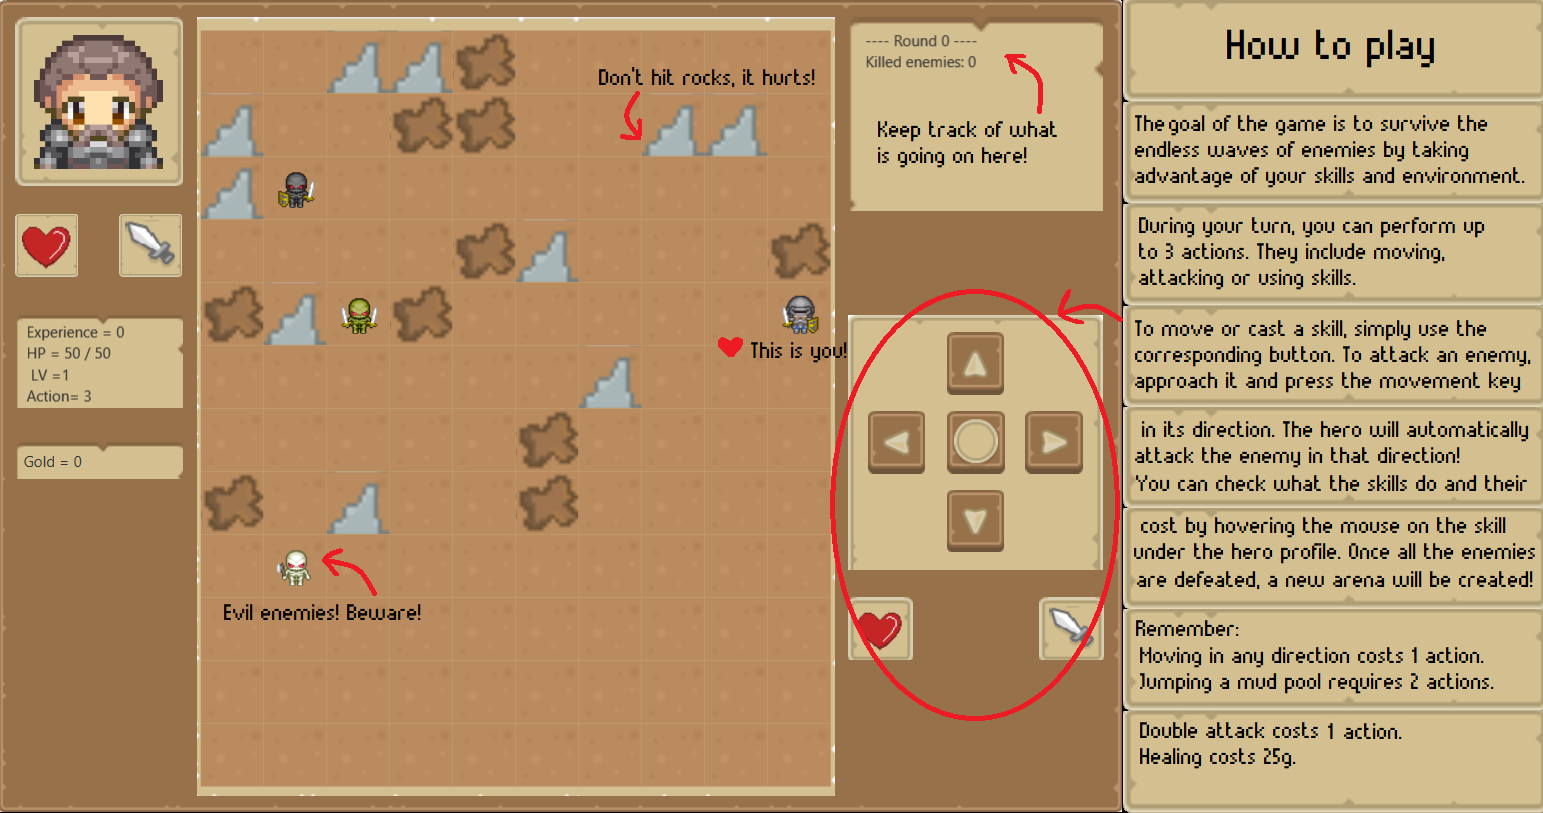 Experience = 0
HP = 50 / 50
LV =1
Action= 3
Gold = 0
Don't hit rocks, it hurts!
This is you!
Evil enemies! Beware!
---- Round 0 ----
Killed enemies: 0
Keep track of what
is going on here!
How to play
The goal of the game is to survive the
endless waves of enemies by taking
advantage of your skills and environment.
During your turn, you can perform up
to 3 actions. They include moving,
attacking or using skills.
To move or cast a skill, simply use the
corresponding button. To attack an enemy,
approach it and press the movement key
in its direction. The hero will automatically
attack the enemy in that direction!
You can check what the skills do and their
cost by hovering the mouse on the skill
under the hero profile. Once all the enemies
are defeated, a new arena will be created!
Remember:
Moving in any direction costs 1 action.
Jumping a mud pool requires 2 actions.
Double attack costs 1 action.
Healing costs 25g.